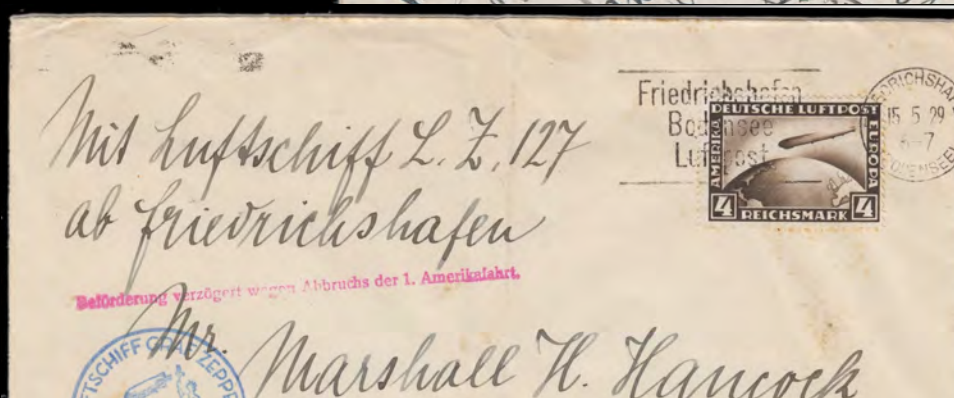 Mit Luftschiff L. Z. 127
ab Friedrichshafen
Friedrichshafen
Bodensee
Luftpost
DEUTSCHE LUFTPOST
AMERIKA
EUROPA
4 REICHSMARK 4
15 5 29
6-7
Beförderung verzögert wegen Abbruchs der 1. Amerikafahrt.
Mr. Marshall H. Hancock